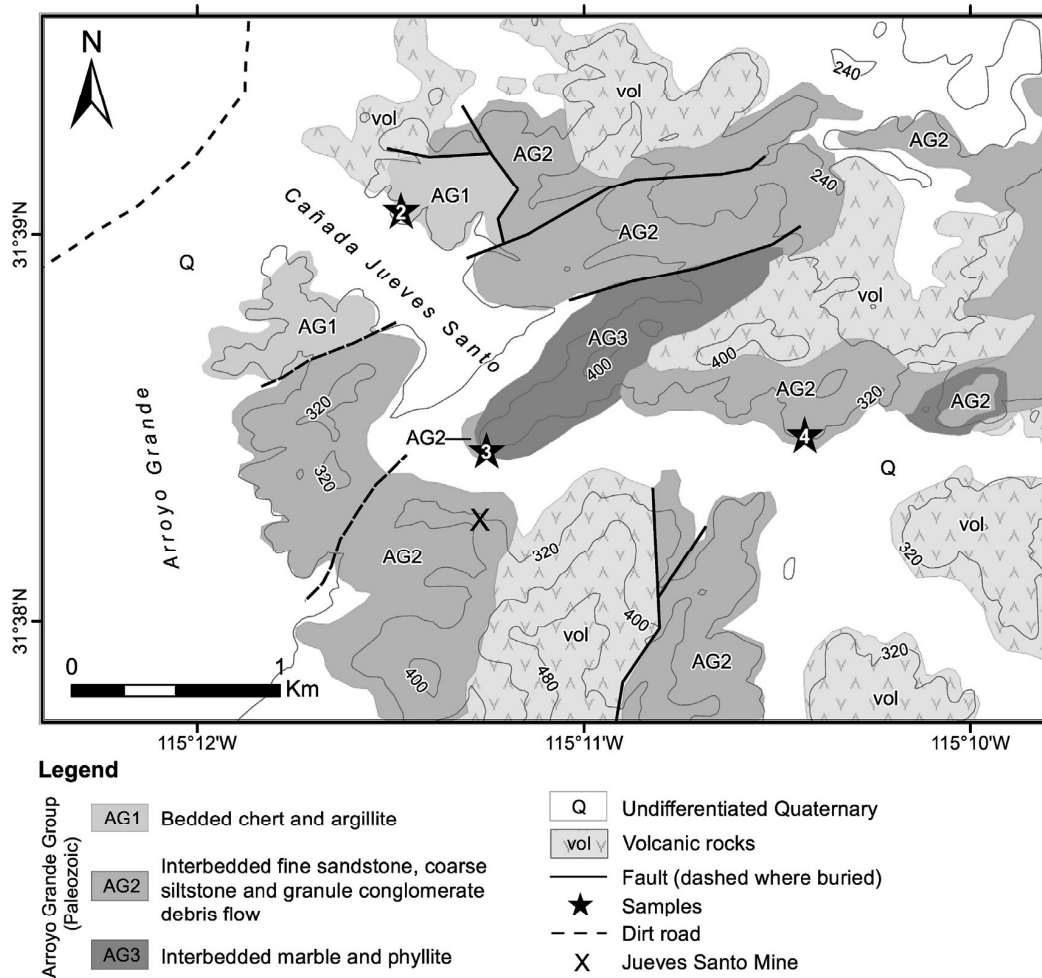 N
240
vol
vol
AG2
AG2
AG1
2
240
31°39'N
Cañada Jueves Santo
AG2
Q
vol
AG1
AG3
400
400
320
AG2
320
AG2
AG2
3
4
Arroyo Grande
320
Q
X
vol
320
320
AG2
31°38'N
400
vol
320
0 1
Km
400
480
AG2
vol
115°12'W 115°11'W 115°10'W
Legend
Arroyo Grande Group
(Paleozoic)
AG1 Bedded chert and argillite
AG2 Interbedded fine sandstone, coarse
siltstone and granule conglomerate
debris flow
AG3 Interbedded marble and phyllite
Q Undifferentiated Quaternary
vol Volcanic rocks
Fault (dashed where buried)
Samples
Dirt road
X Jueves Santo Mine